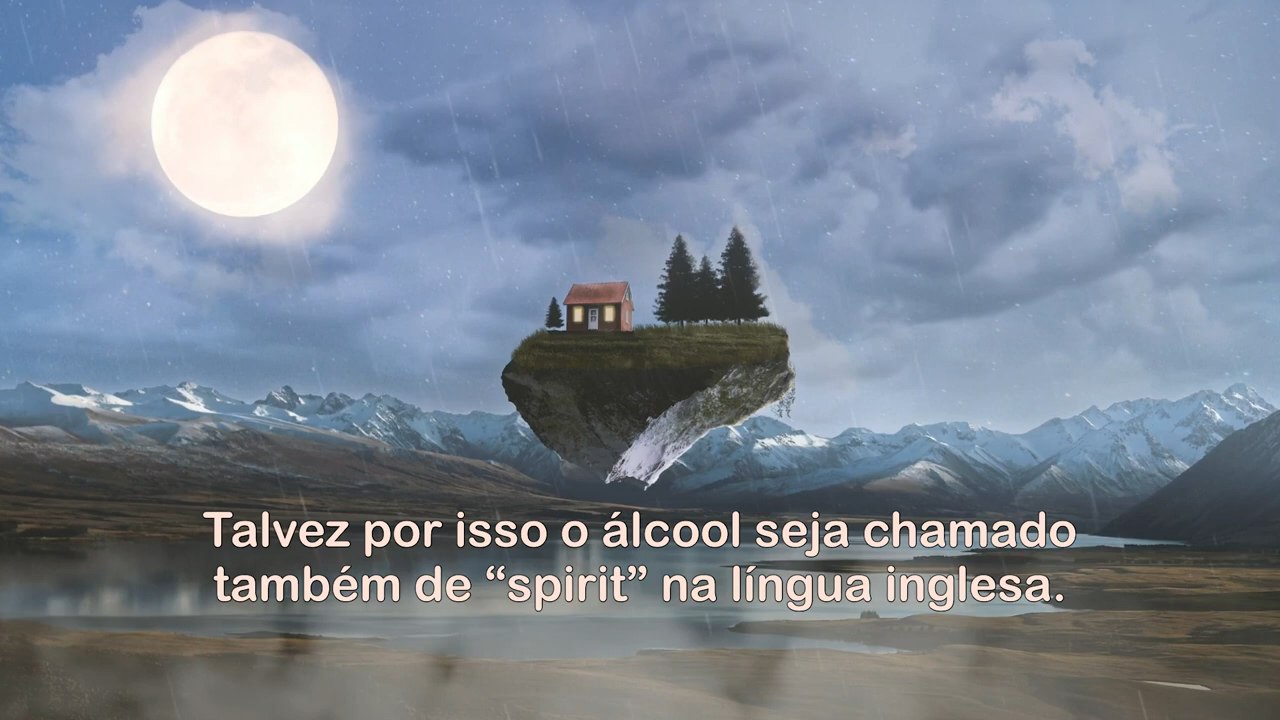 Talvez por isso o álcool seja chamado
também de “spirit” na língua inglesa.